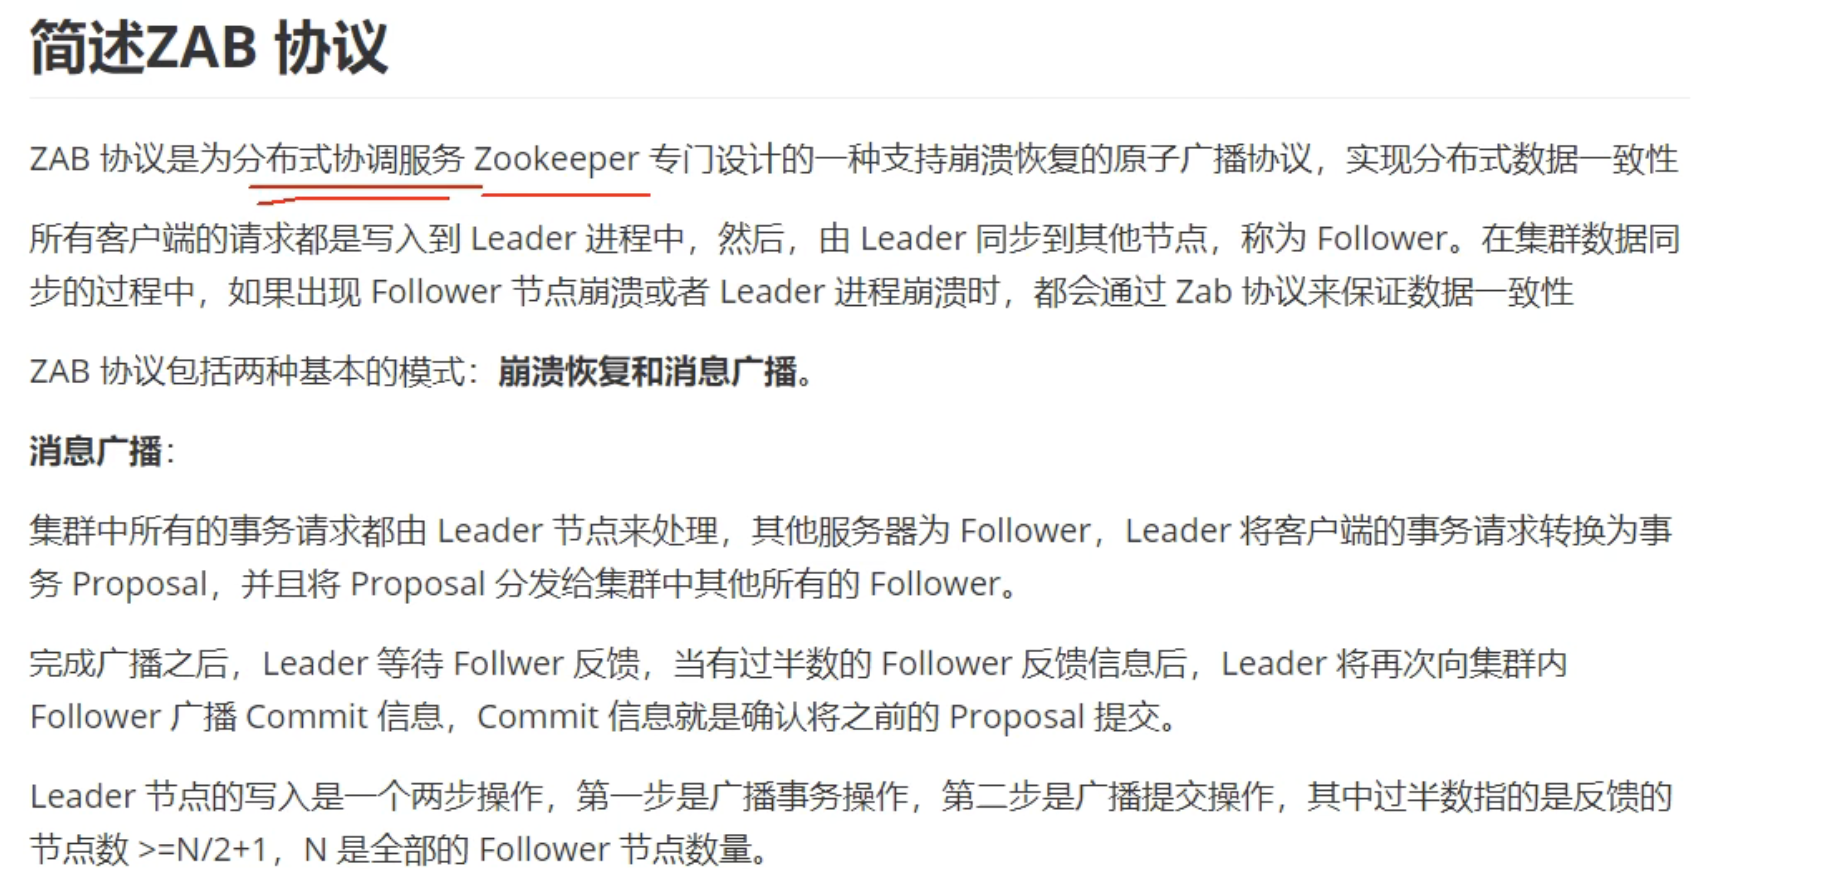 简述ZAB 协议
ZAB 协议是为分布式协调服务 Zookeeper 专门设计的一种支持崩溃恢复的原子广播协议，实现分布式数据一致性
所有客户端的请求都是写入到 Leader 进程中，然后，由 Leader 同步到其他节点，称为 Follower。在集群数据同
步的过程中，如果出现 Follower 节点崩溃或者 Leader 进程崩溃时，都会通过 Zab 协议来保证数据一致性
ZAB 协议包括两种基本的模式：崩溃恢复和消息广播。
消息广播：
集群中所有的事务请求都由 Leader 节点来处理，其他服务器为 Follower，Leader 将客户端的事务请求转换为事
务 Proposal，并且将 Proposal 分发给集群中其他所有的 Follower。
完成广播之后，Leader 等待 Follwer 反馈，当有过半数的 Follower 反馈信息后，Leader 将再次向集群内
Follower 广播 Commit 信息，Commit 信息就是确认将之前的 Proposal 提交。
Leader 节点的写入是一个两步操作，第一步是广播事务操作，第二步是广播提交操作，其中过半数指的是反馈的
节点数 >=N/2+1，N 是全部的 Follower 节点数量。